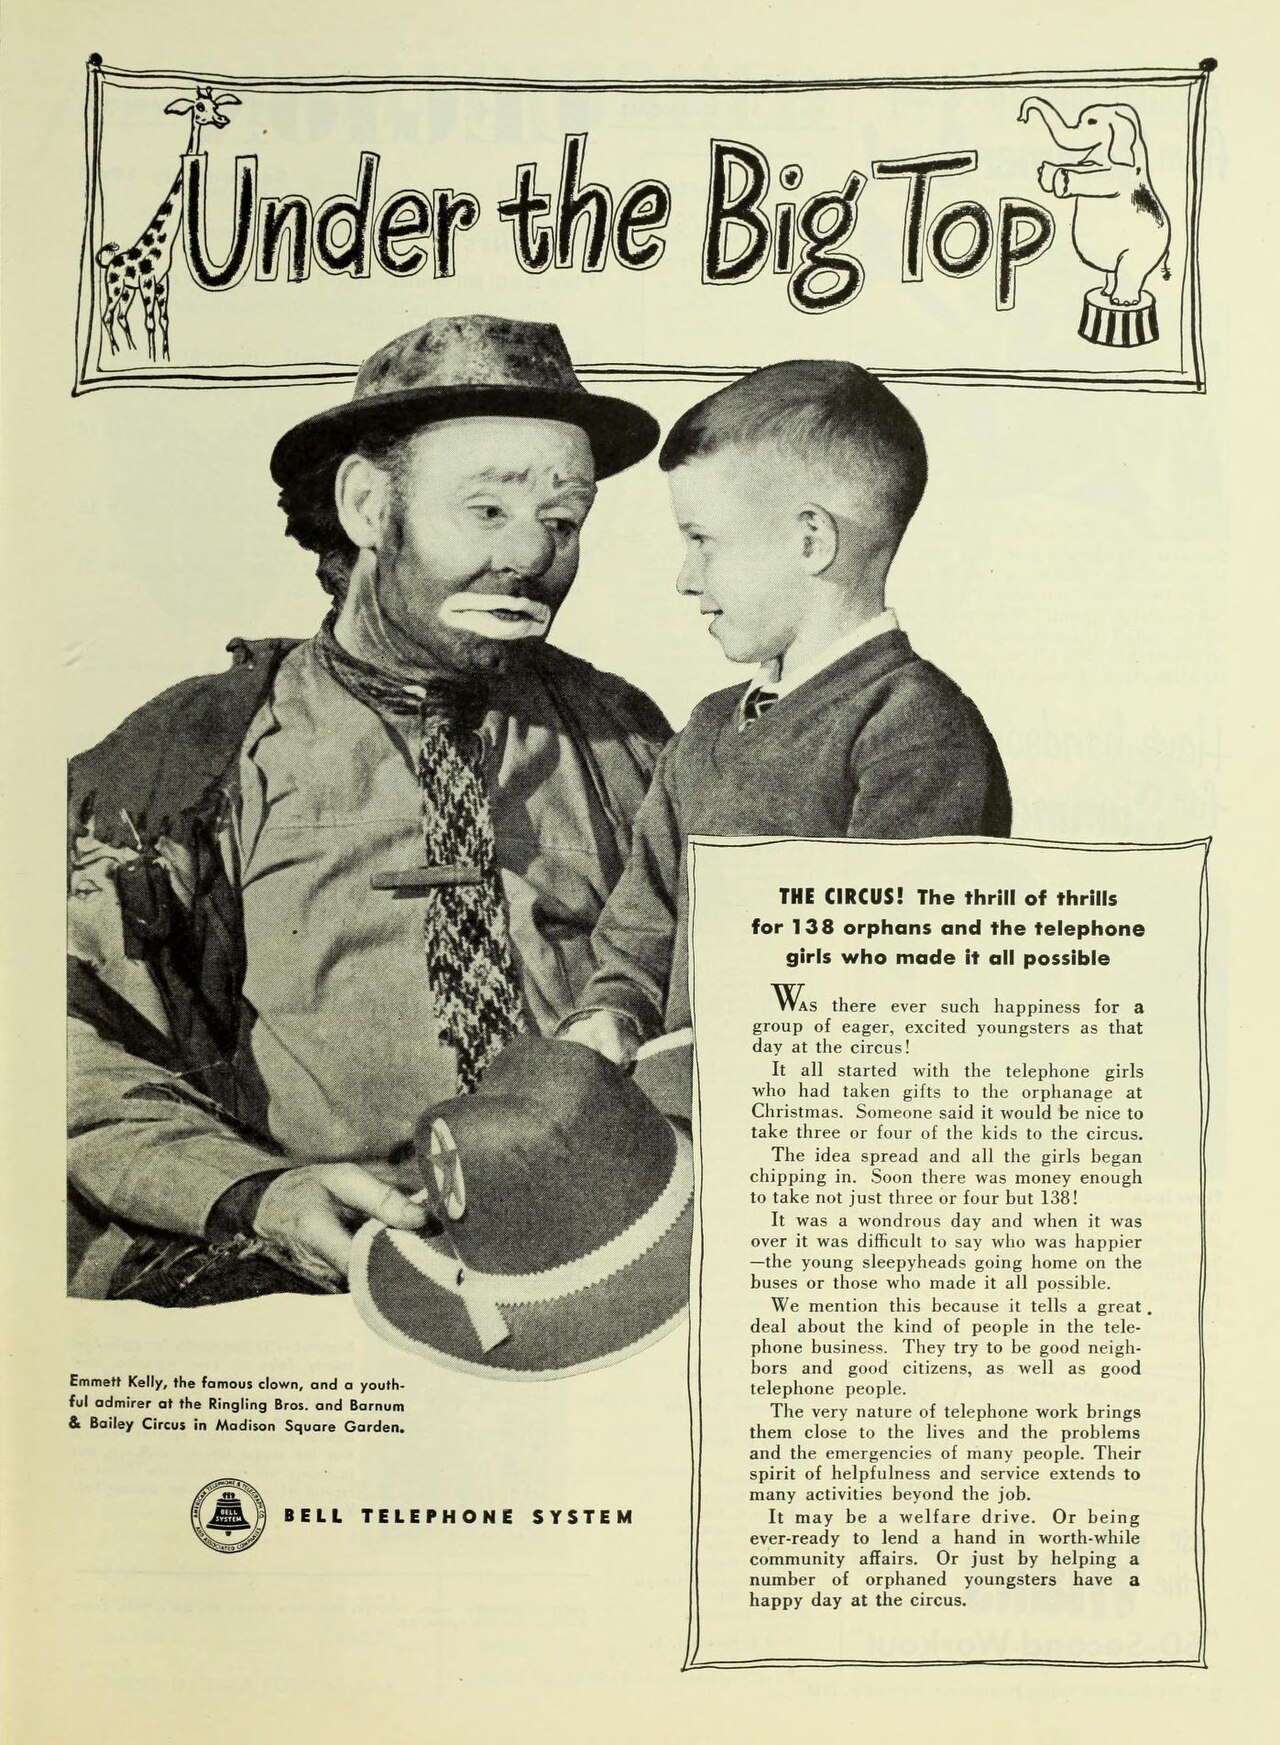 Under the Big Top
THE CIRCUS! The thrill of thrills
for 138 orphans and the telephone
girls who made it all possible
WAS there ever such happiness for a
group of eager, excited youngsters as that
day at the circus!
It all started with the telephone girls
who had taken gifts to the orphanage at
Christmas. Someone said it would be nice to
take three or four of the kids to the circus.
The idea spread and all the girls began
chipping in. Soon there was money enough
to take not just three or four but 138!
It was a wondrous day and when it was
over it was difficult to say who was happier
—the young sleepyheads going home on the
buses or those who made it all possible.
We mention this because it tells a great
deal about the kind of people in the tele-
phone business. They try to be good neigh-
bors and good citizens, as well as good
telephone people.
The very nature of telephone work brings
them close to the lives and the problems
and the emergencies of many people. Their
spirit of helpfulness and service extends to
many activities beyond the job.
It may be a welfare drive. Or being
ever-ready to lend a hand in worth-while
community affairs. Or just by helping a
number of orphaned youngsters have a
happy day at the circus.
Emmett Kelly, the famous clown, and a youth-
ful admirer at the Ringling Bros. and Barnum
& Bailey Circus in Madison Square Garden.
AMERICAN TELEPHONE & TELEGRAPH CO.
AND ASSOCIATED COMPANIES
BELL
SYSTEM
BELL TELEPHONE SYSTEM